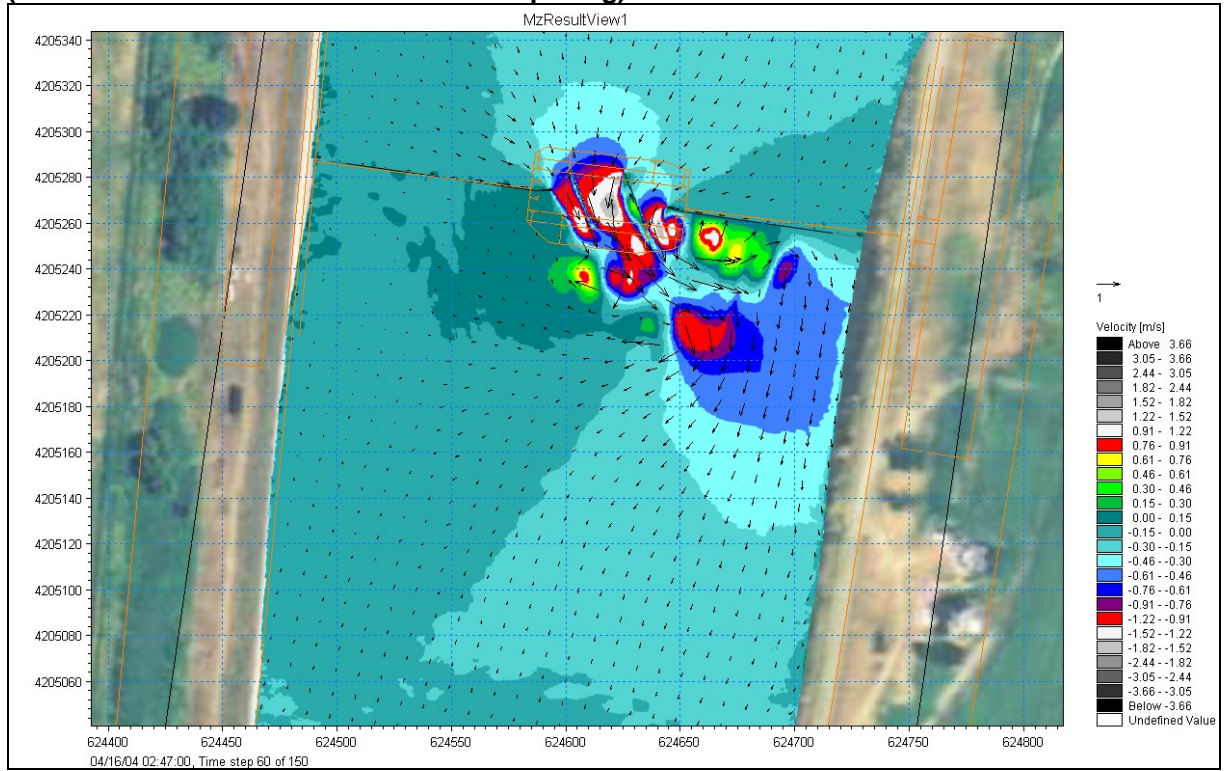 MzResultView1
4205340
4205320
4205300
4205280
4205260
4205240
4205220
4205200
4205180
4205160
4205140
4205120
4205100
4205080
4205060
624400 624450 624500 624550 624600 624650 624700 624750 624800
04/16/04 02:47:00, Time step 60 of 150
1
Velocity [m/s]
Above 3.66
3.05 - 3.66
2.44 - 3.05
1.82 - 2.44
1.52 - 1.82
1.22 - 1.52
0.91 - 1.22
0.76 - 0.91
0.61 - 0.76
0.46 - 0.61
0.30 - 0.46
0.15 - 0.30
0.00 - 0.15
-0.15 - 0.00
-0.30 - -0.15
-0.46 - -0.30
-0.61 - -0.46
-0.76 - -0.61
-0.91 - -0.76
-1.22 - -0.91
-1.52 - -1.22
-1.82 - -1.52
-2.44 - -1.82
-3.05 - -2.44
-3.66 - -3.05
Below -3.66
Undefined Value